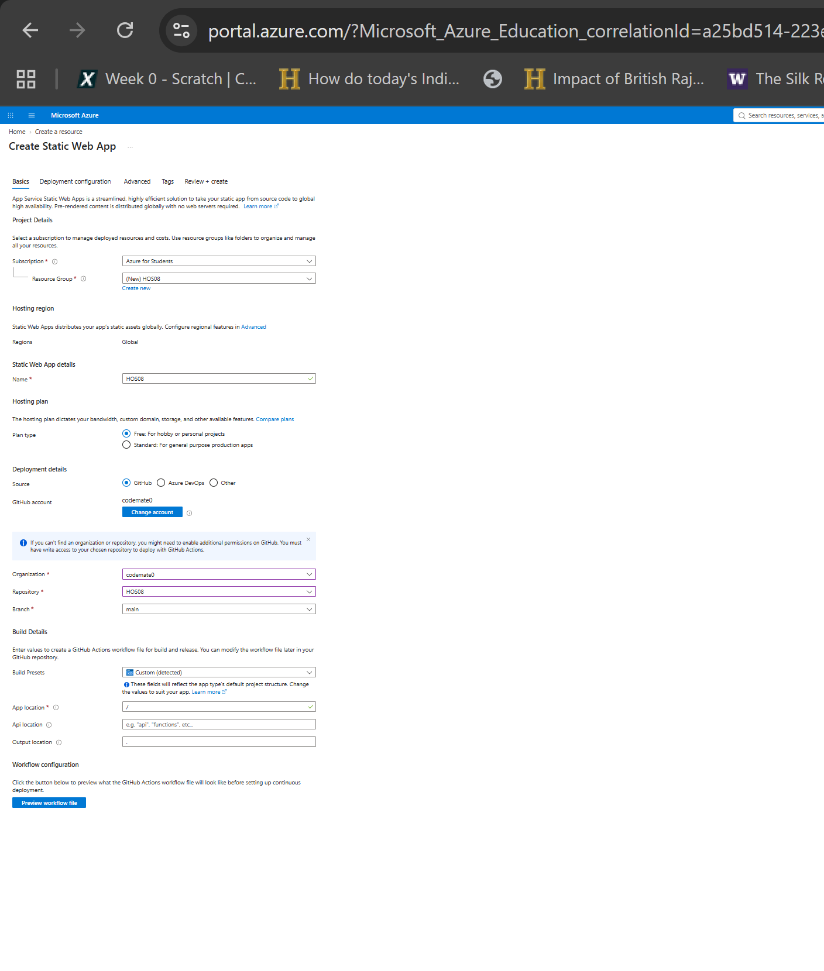 portal.azure.com/?Microsoft_Azure_Education_correlationId=a25bd514-223e
X Week 0 - Scratch | C...
H How do today's Indi...
H Impact of British Raj...
W The Silk R
Microsoft Azure
Search resources, services, a
Home
Create a resource
Create Static Web App
...
Basics Deployment configuration Advanced Tags Review + create
App Service Static Web Apps is a streamlined, highly efficient solution to take your static app from source code to global
high availability. Pre-rendered content is distributed globally with no web servers required. Learn more
Project Details
Select a subscription to manage deployed resources and costs. Use resource groups like folders to organize and manage
all your resources.
Subscription * Azure for Students
Resource Group * (New) HOS08
Create new
Hosting region
Static Web Apps distributes your app's static assets globally. Configure regional features in Advanced
Regions Global
Static Web App details
Name * HOS08
Hosting plan
The hosting plan dictates your bandwidth, custom domain, storage, and other available features. Compare plans
Plan type Free: For hobby or personal projects
Standard: For general purpose production apps
Deployment details
Source GitHub Azure DevOps Other
GitHub account codemate0
Change account
If you can't find an organization or repository, you might need to enable additional permissions on GitHub. You must
have write access to your chosen repository to deploy with GitHub Actions.
Organization * codemate0
Repository * HOS08
Branch * main
Build Details
Enter values to create a GitHub Actions workflow file for build and release. You can modify the workflow file later in your
GitHub repository.
Build Presets Custom (detected)
These fields will reflect the app type's default project structure. Change
the values to suit your app. Learn more
App location * /
Api location e.g. "api", "functions", etc...
Output location .
Workflow configuration
Click the button below to preview what the GitHub Actions workflow file will look like before setting up continuous
deployment.
Preview workflow file